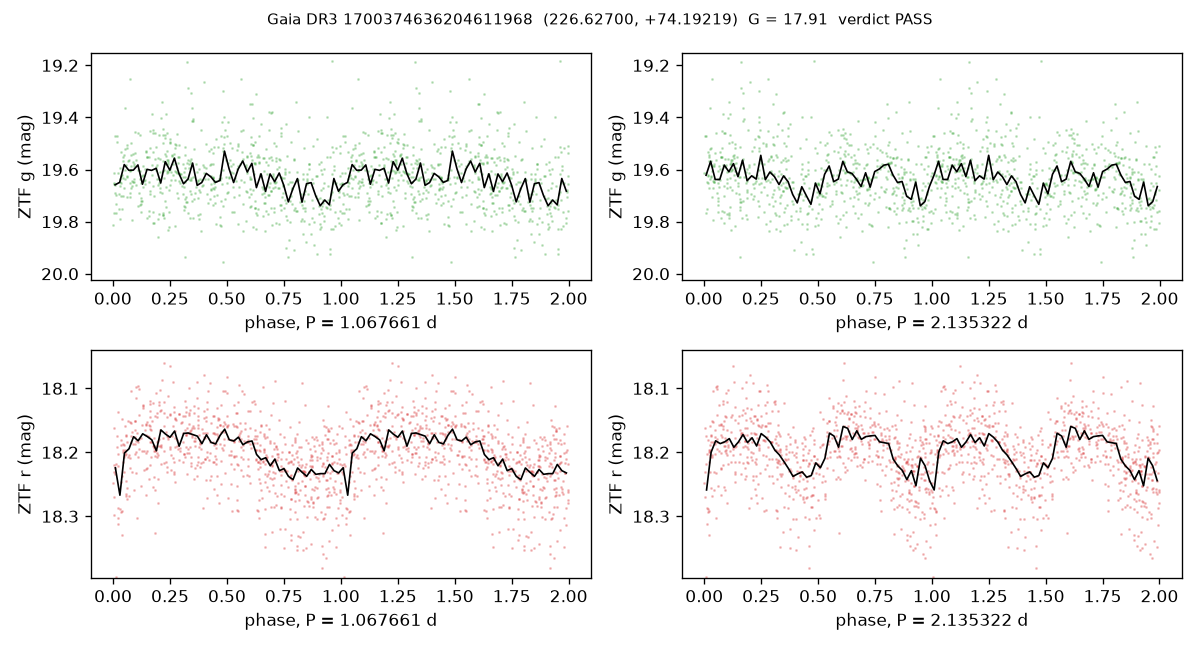 Gaia DR3 1700374636204611968 (226.62700, +74.19219) G = 17.91 verdict PASS
ZTF g (mag)
19.2
19.4
19.6
19.8
20.0
0.00 0.25 0.50 0.75 1.00 1.25 1.50 1.75 2.00
phase, P = 1.067661 d
ZTF g (mag)
19.2
19.4
19.6
19.8
20.0
0.00 0.25 0.50 0.75 1.00 1.25 1.50 1.75 2.00
phase, P = 2.135322 d
ZTF r (mag)
18.1
18.2
18.3
0.00 0.25 0.50 0.75 1.00 1.25 1.50 1.75 2.00
phase, P = 1.067661 d
ZTF r (mag)
18.1
18.2
18.3
0.00 0.25 0.50 0.75 1.00 1.25 1.50 1.75 2.00
phase, P = 2.135322 d